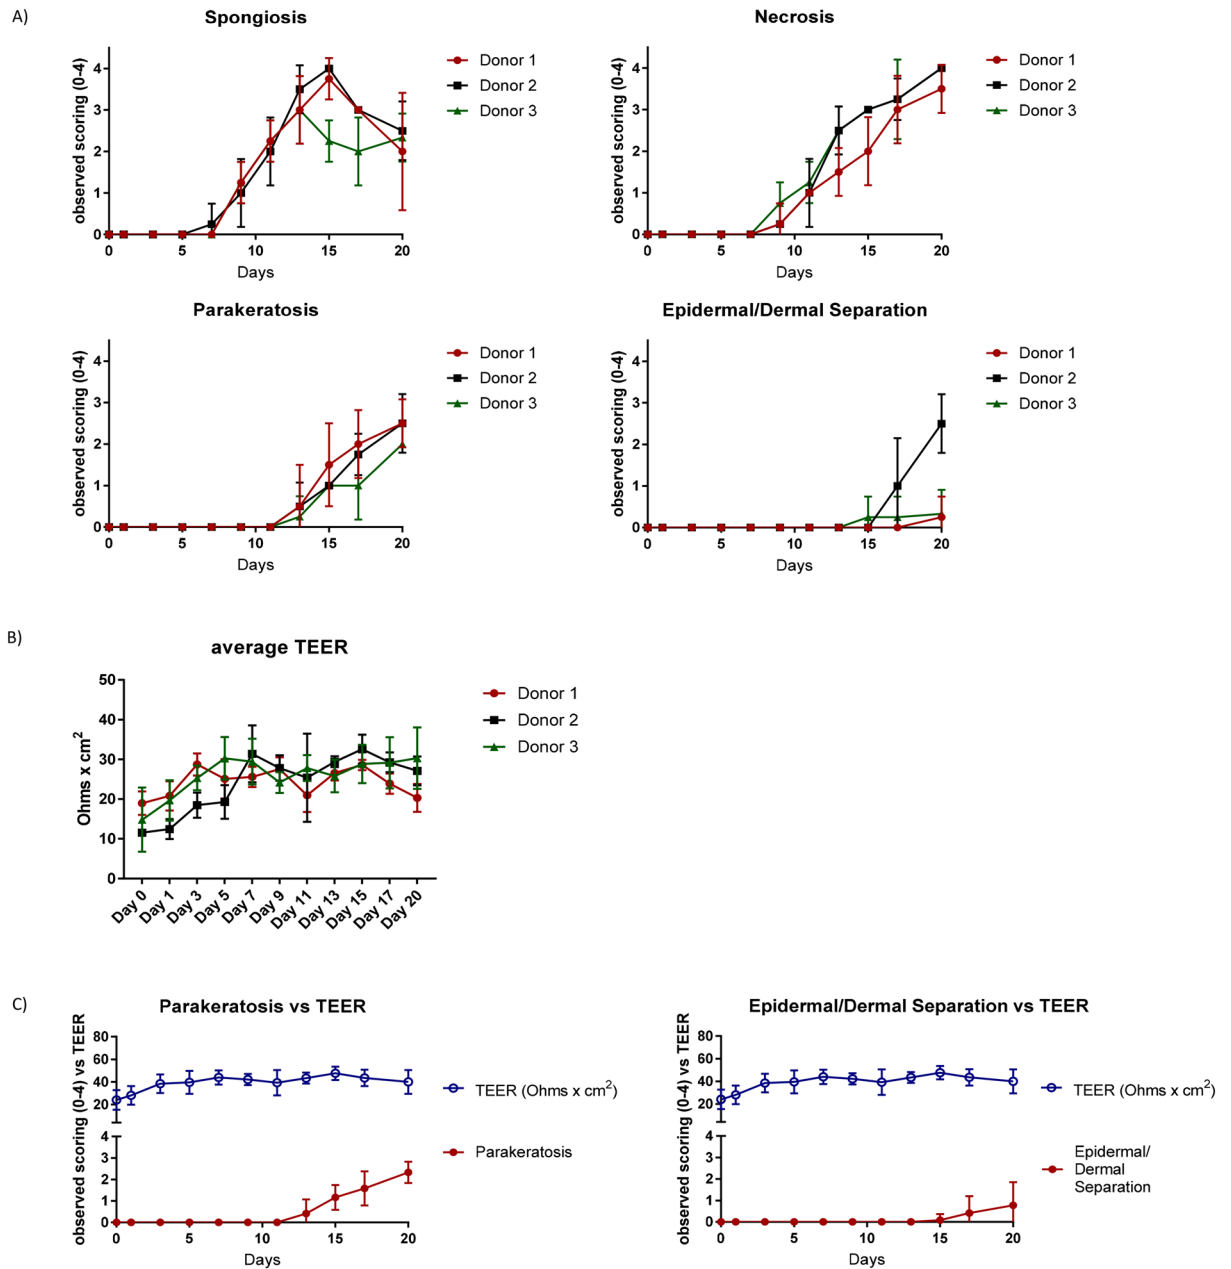 A)
Spongiosis
observed scoring (0-4)
4
3
2
1
0
0 5 10 15 20
Days
Donor 1
Donor 2
Donor 3
Necrosis
observed scoring (0-4)
4
3
2
1
0
0 5 10 15 20
Days
Donor 1
Donor 2
Donor 3
Parakeratosis
observed scoring (0-4)
4
3
2
1
0
0 5 10 15 20
Days
Donor 1
Donor 2
Donor 3
Epidermal/Dermal Separation
observed scoring (0-4)
4
3
2
1
0
0 5 10 15 20
Days
Donor 1
Donor 2
Donor 3
B)
average TEER
Ohms x cm²
50
40
30
20
10
0
Day 0 Day 1 Day 3 Day 5 Day 7 Day 9 Day 11 Day 13 Day 15 Day 17 Day 20
Donor 1
Donor 2
Donor 3
C)
Parakeratosis vs TEER
observed scoring (0-4) vs TEER
80
60
40
20
4
3
2
1
0
0 5 10 15 20
Days
TEER (Ohms x cm²)
Parakeratosis
Epidermal/Dermal Separation vs TEER
observed scoring (0-4) vs TEER
80
60
40
20
4
3
2
1
0
0 5 10 15 20
Days
TEER (Ohms x cm²)
Epidermal/
Dermal
Separation